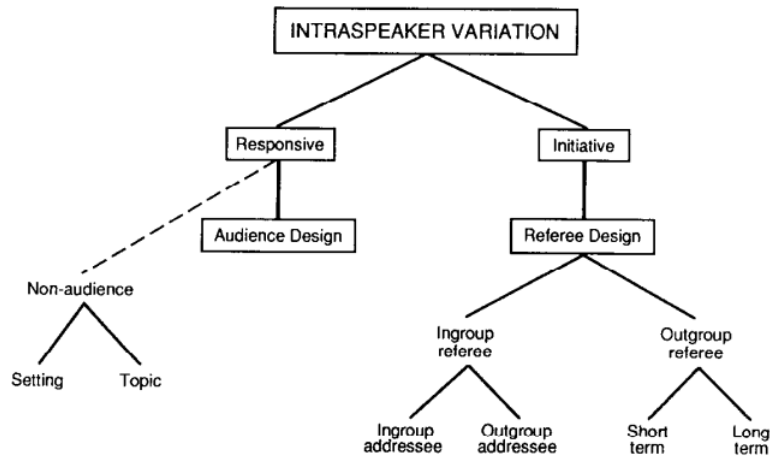 INTRASPEAKER VARIATION
Responsive
Initiative
Audience Design
Referee Design
Non-audience
Ingroup
referee
Outgroup
referee
Setting
Topic
Ingroup
addressee
Outgroup
addressee
Short
term
Long
term